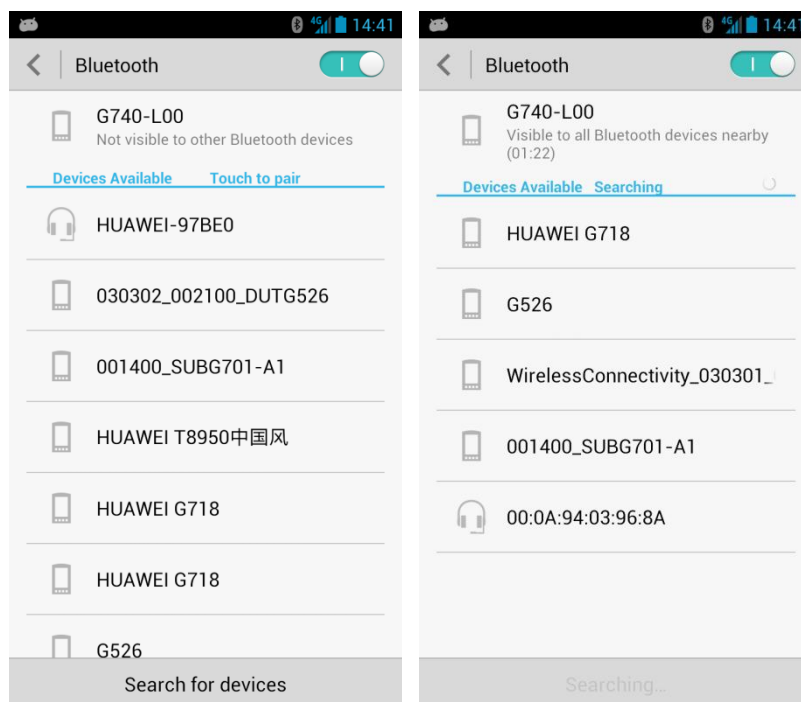 4G 14:41
Bluetooth
G740-L00
Not visible to other Bluetooth devices
Devices Available Touch to pair
HUAWEI-97BE0
030302_002100_DUTG526
001400_SUBG701-A1
HUAWEI T8950中国风
HUAWEI G718
HUAWEI G718
G526
Search for devices
4G 14:41
Bluetooth
G740-L00
Visible to all Bluetooth devices nearby
(01:22)
Devices Available Searching
HUAWEI G718
G526
WirelessConnectivity_030301_
001400_SUBG701-A1
00:0A:94:03:96:8A
Searching...